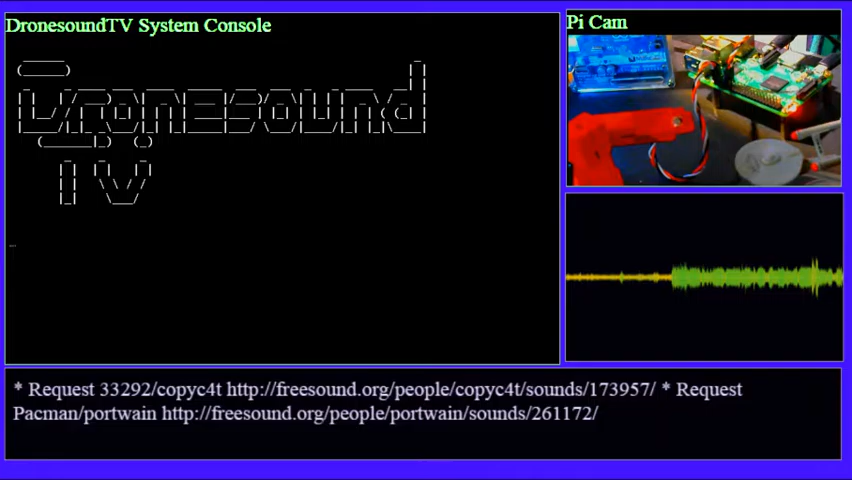 DronesoundTV System Console
Pi Cam
Dronesound
TV
* Request 33292/copyc4t http://freesound.org/people/copyc4t/sounds/173957/ * Request
Pacman/portwain http://freesound.org/people/portwain/sounds/261172/